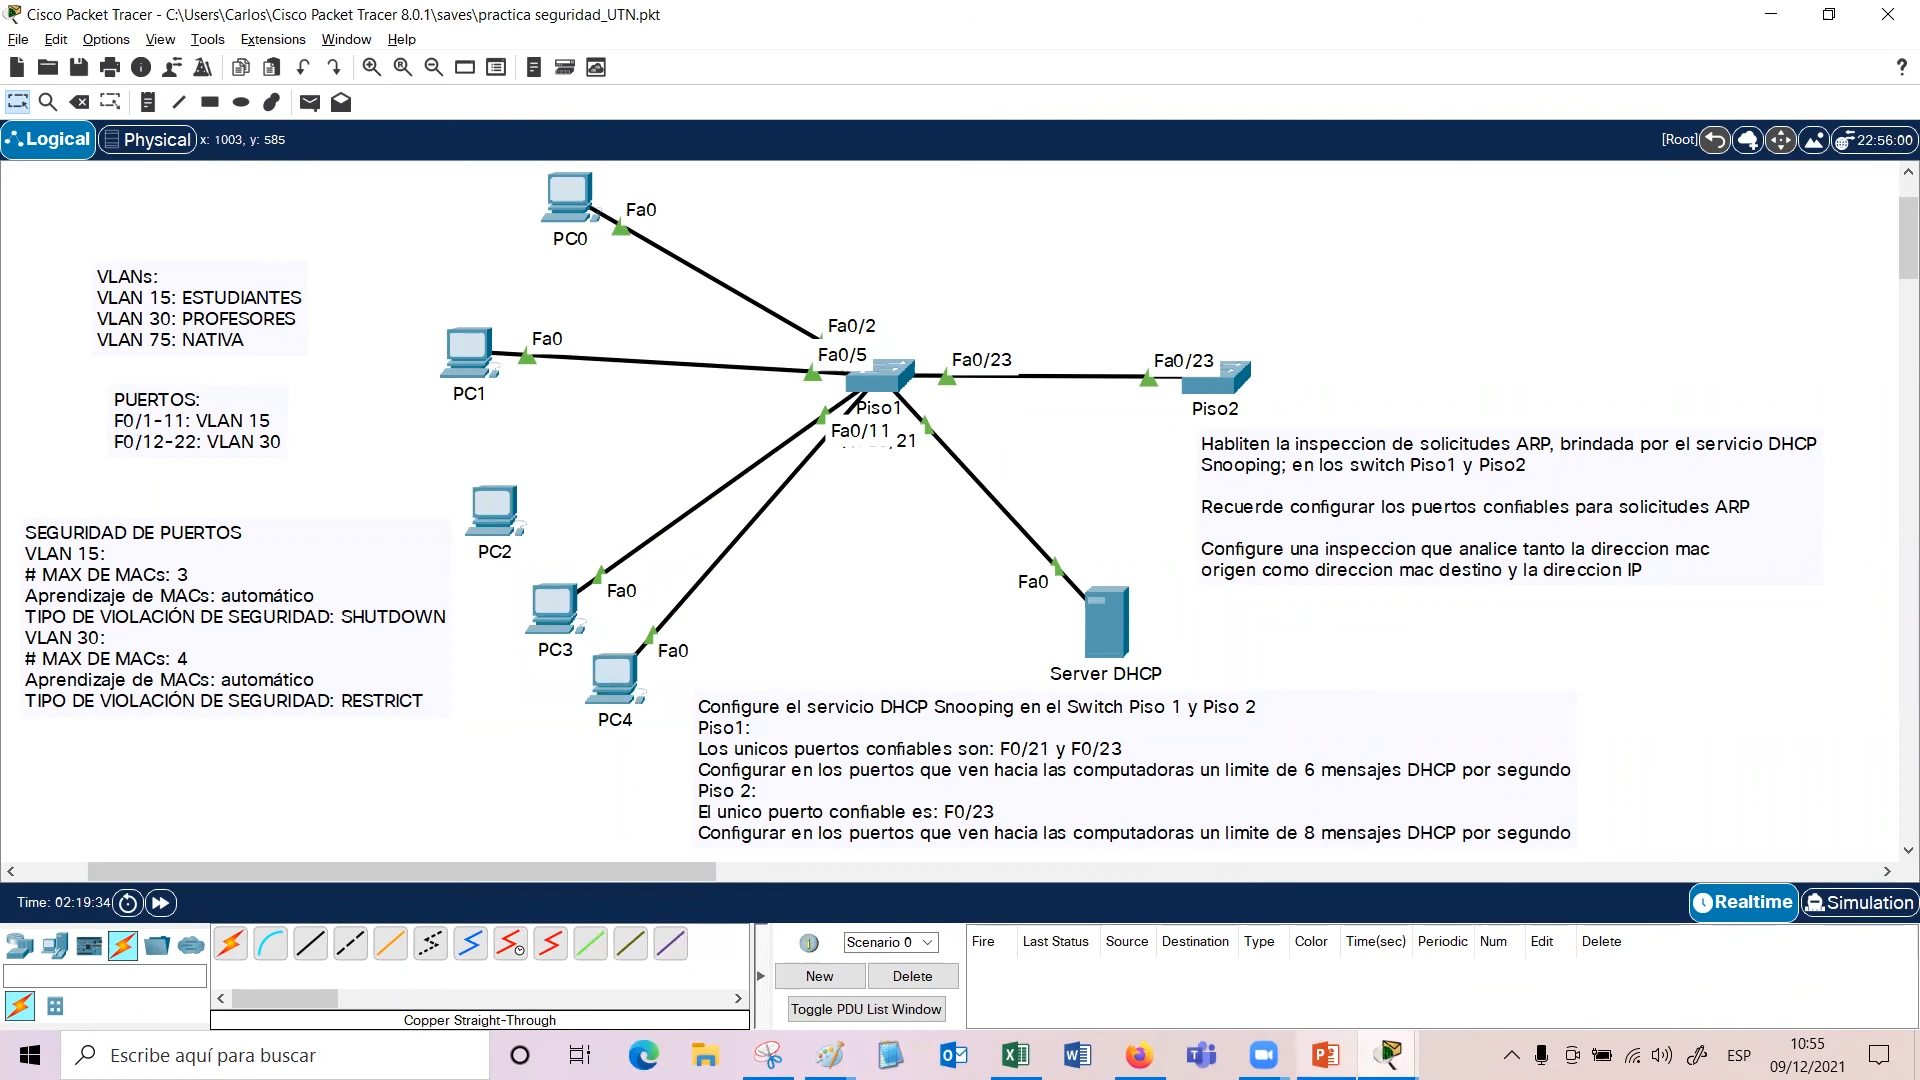 Cisco Packet Tracer - C:\Users\Carlos\Cisco Packet Tracer 8.0.1\saves\practica seguridad_UTN.pkt
File Edit Options View Tools Extensions Window Help
?
Logical Physical x: 1003, y: 585
[Root] 22:56:00
Fa0
PC0
VLANs:
VLAN 15: ESTUDIANTES
VLAN 30: PROFESORES
VLAN 75: NATIVA
Fa0
PC1
Fa0/2
Fa0/5
Fa0/23
Fa0/23
Piso1
Piso2
Fa0/11
21
PUERTOS:
F0/1-11: VLAN 15
F0/12-22: VLAN 30
Habliten la inspeccion de solicitudes ARP, brindada por el servicio DHCP
Snooping; en los switch Piso1 y Piso2
Recuerde configurar los puertos confiables para solicitudes ARP
Configure una inspeccion que analice tanto la direccion mac
origen como direccion mac destino y la direccion IP
PC2
SEGURIDAD DE PUERTOS
VLAN 15:
# MAX DE MACs: 3
Aprendizaje de MACs: automático
TIPO DE VIOLACIÓN DE SEGURIDAD: SHUTDOWN
VLAN 30:
# MAX DE MACs: 4
Aprendizaje de MACs: automático
TIPO DE VIOLACIÓN DE SEGURIDAD: RESTRICT
Fa0
PC3
Fa0
PC4
Fa0
Server DHCP
Configure el servicio DHCP Snooping en el Switch Piso 1 y Piso 2
Piso1:
Los unicos puertos confiables son: F0/21 y F0/23
Configurar en los puertos que ven hacia las computadoras un limite de 6 mensajes DHCP por segundo
Piso 2:
El unico puerto confiable es: F0/23
Configurar en los puertos que ven hacia las computadoras un limite de 8 mensajes DHCP por segundo
Time: 02:19:34
Realtime Simulation
Scenario 0
New Delete
Toggle PDU List Window
Fire Last Status Source Destination Type Color Time(sec) Periodic Num Edit Delete
Copper Straight-Through
Escribe aquí para buscar
ESP
10:55
09/12/2021